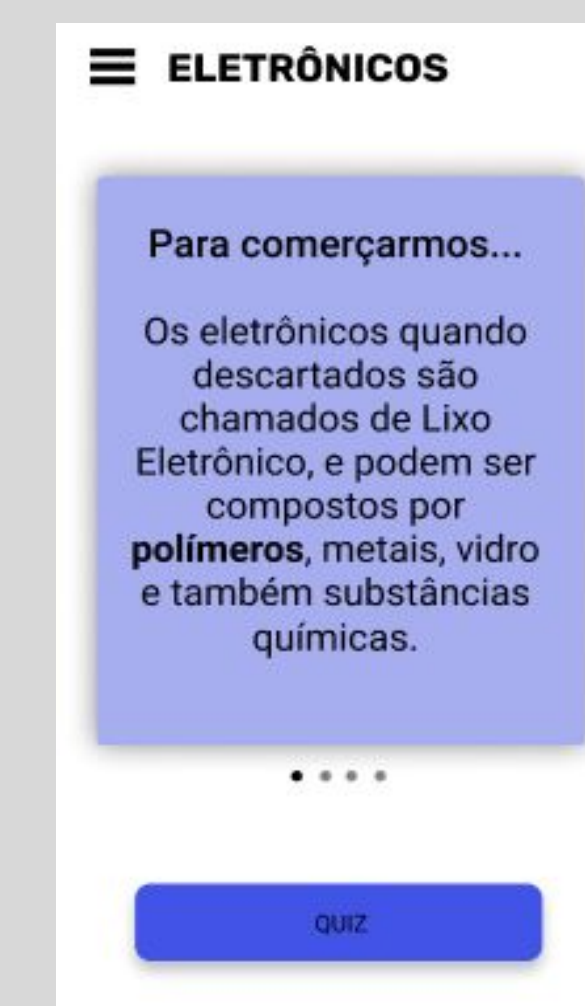 ELETRÔNICOS
Para comerçarmos...
Os eletrônicos quando
descartados são
chamados de Lixo
Eletrônico, e podem ser
compostos por
polímeros, metais, vidro
e também substâncias
químicas.
QUIZ